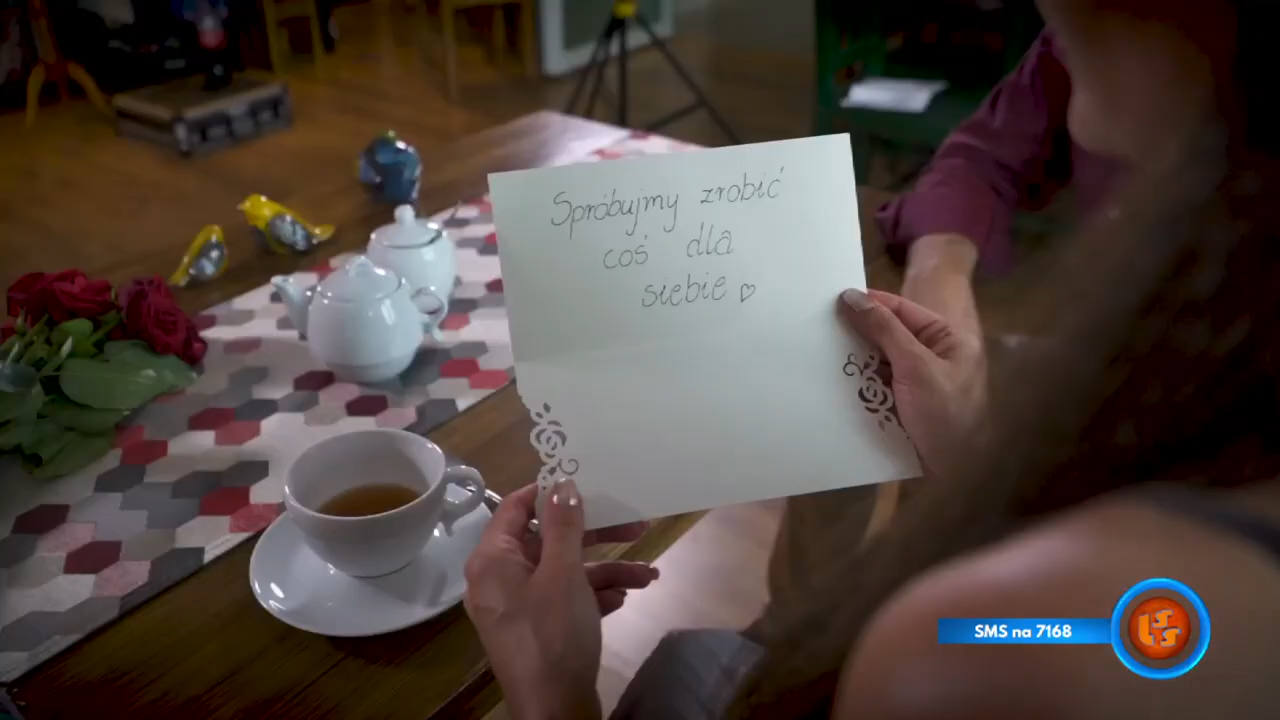 Spróbujmy zrobić
coś dla
siebie ♡
SMS na 7168